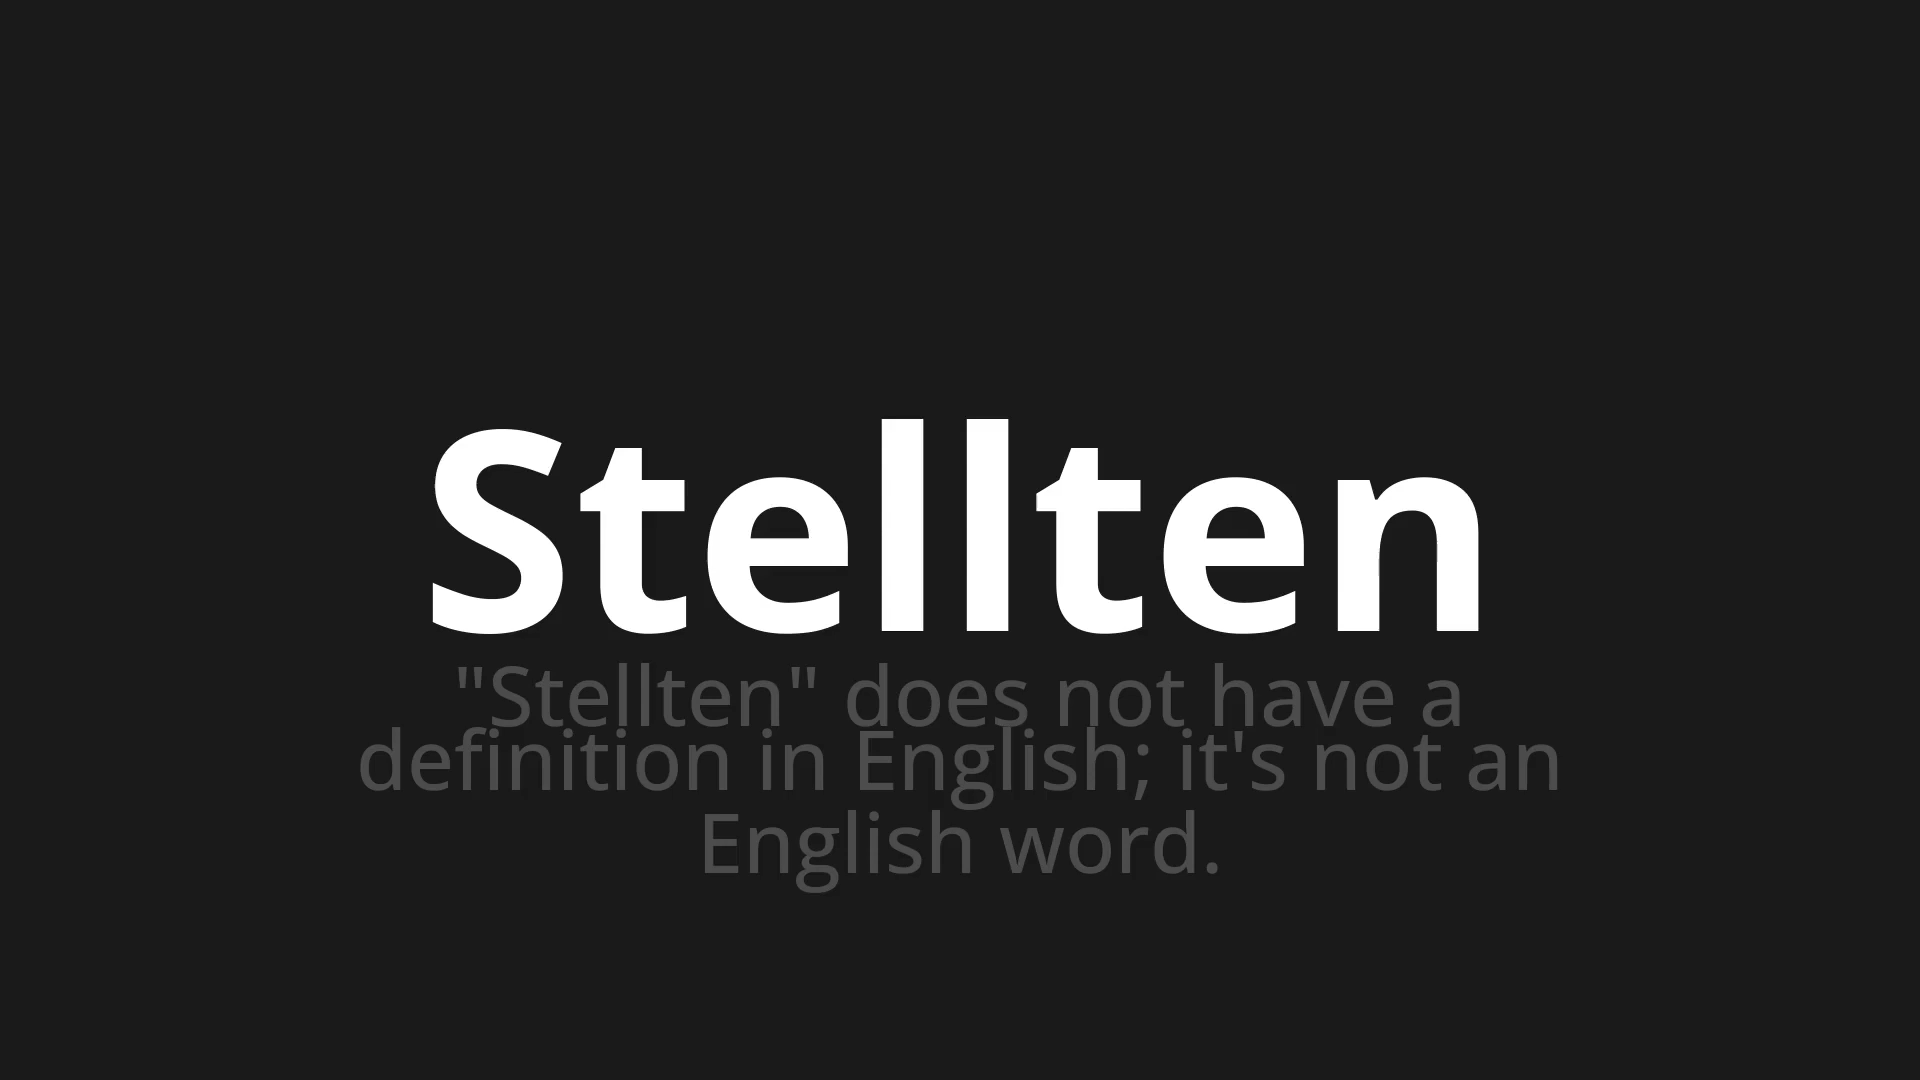 Stellten
"Stellten" does not have a
definition in English; it's not an
English word.